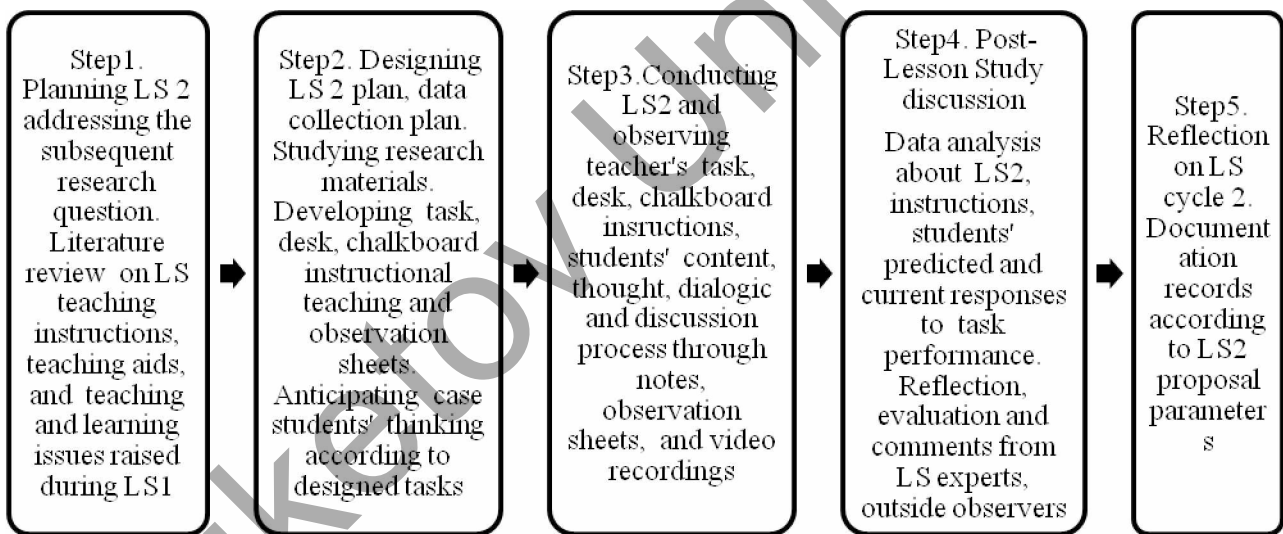 Step1.
Planning LS 2
addressing the
subsequent
research
question.
Literature
review on LS
teaching
instructions,
teaching aids,
and teaching
and learning
issues raised
during LS1
Step2. Designing
LS 2 plan, data
collection plan.
Studying research
materials.
Developing task,
desk, chalkboard
instructional
teaching and
observation
sheets.
Anticipating case
students' thinking
according to
designed tasks
Step3.Conducting
LS2 and
observing
teacher's task,
desk, chalkboard
insructions,
students' content,
thought, dialogic
and discussion
process through
notes,
observation
sheets, and video
recordings
Step4. Post-
Lesson Study
discussion
Data analysis
about LS2,
instructions,
students'
predicted and
current responses
to task
performance.
Reflection,
evaluation and
comments from
LS experts,
outside observers
Step5.
Reflection
on LS
cycle 2.
Document
ation
records
according
to LS2
proposal
parameter
s